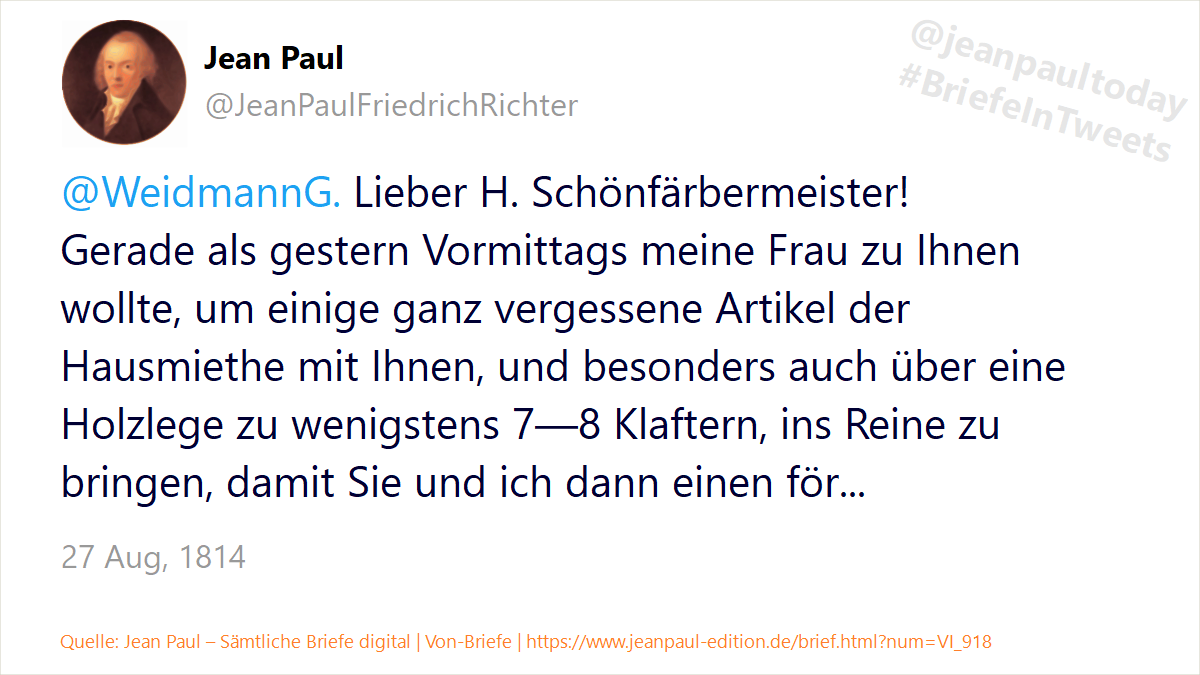 Jean Paul
@JeanPaulFriedrichRichter
@jeanpaultoday
#BriefeInTweets
@WeidmannG. Lieber H. Schönfärbermeister!
Gerade als gestern Vormittags meine Frau zu Ihnen
wollte, um einige ganz vergessene Artikel der
Hausmiethe mit Ihnen, und besonders auch über eine
Holzlege zu wenigstens 7—8 Klaftern, ins Reine zu
bringen, damit Sie und ich dann einen för...
27 Aug, 1814
Quelle: Jean Paul – Sämtliche Briefe digital | Von-Briefe | https://www.jeanpaul-edition.de/brief.html?num=VI_918